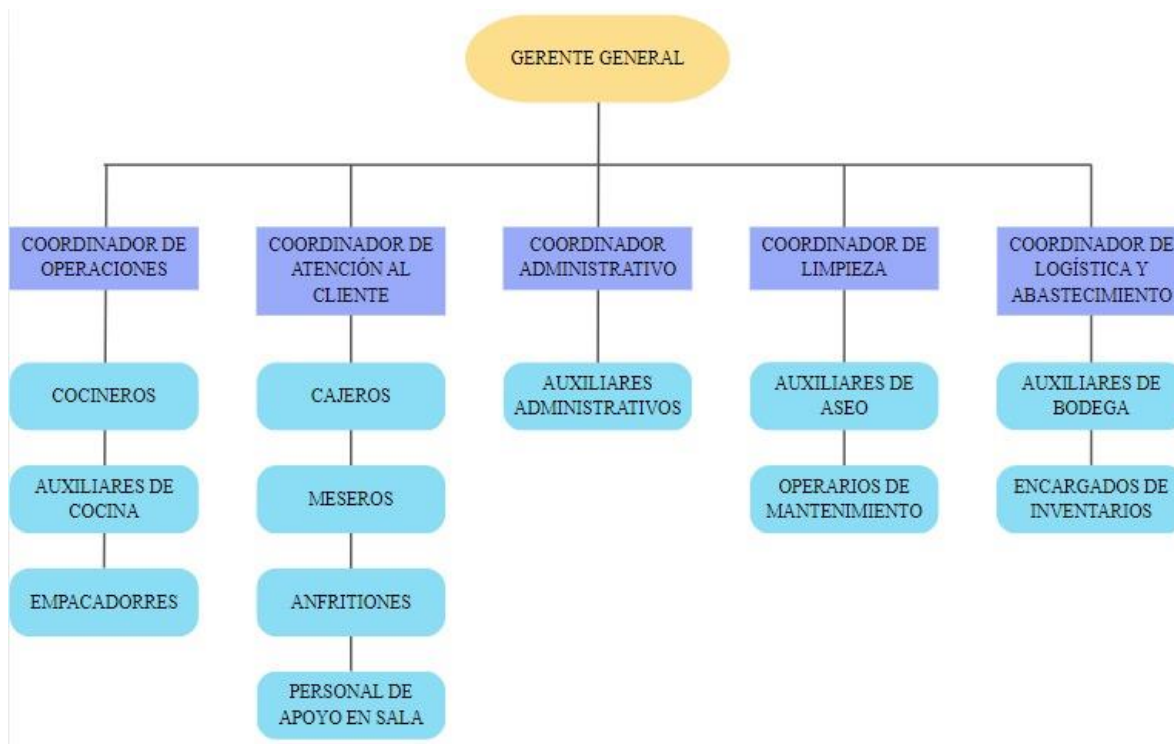 GERENTE GENERAL
COORDINADOR DE
OPERACIONES
COORDINADOR DE
ATENCIÓN AL
CLIENTE
COORDINADOR
ADMINISTRATIVO
COORDINADOR DE
LIMPIEZA
COORDINADOR DE
LOGÍSTICA Y
ABASTECIMIENTO
COCINEROS
CAJEROS
AUXILIARES
ADMINISTRATIVOS
AUXILIARES DE
ASEO
AUXILIARES DE
BODEGA
AUXILIARES DE
COCINA
MESEROS
OPERARIOS DE
MANTENIMIENTO
ENCARGADOS DE
INVENTARIOS
EMPACADORRES
ANFRITIONES
PERSONAL DE
APOYO EN SALA